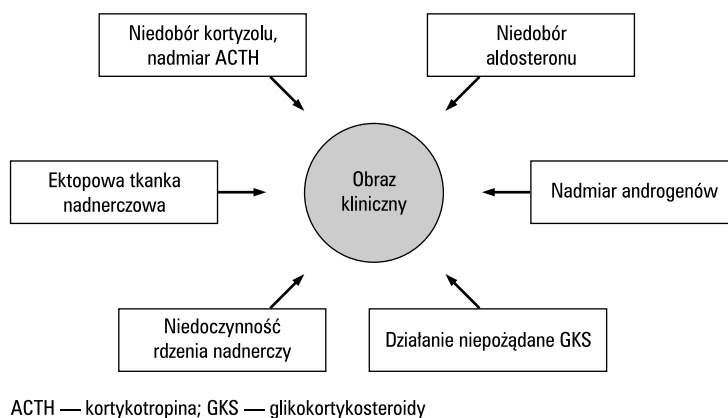 Niedobór kortyzolu,
nadmiar ACTH
Niedobór
aldosteronu
Ektopowa tkanka
nadnerczowa
Obraz
kliniczny
Nadmiar androgenów
Niedoczynność
rdzenia nadnerczy
Działanie niepożądane GKS
ACTH — kortykotropina; GKS — glikokortykosteroidy